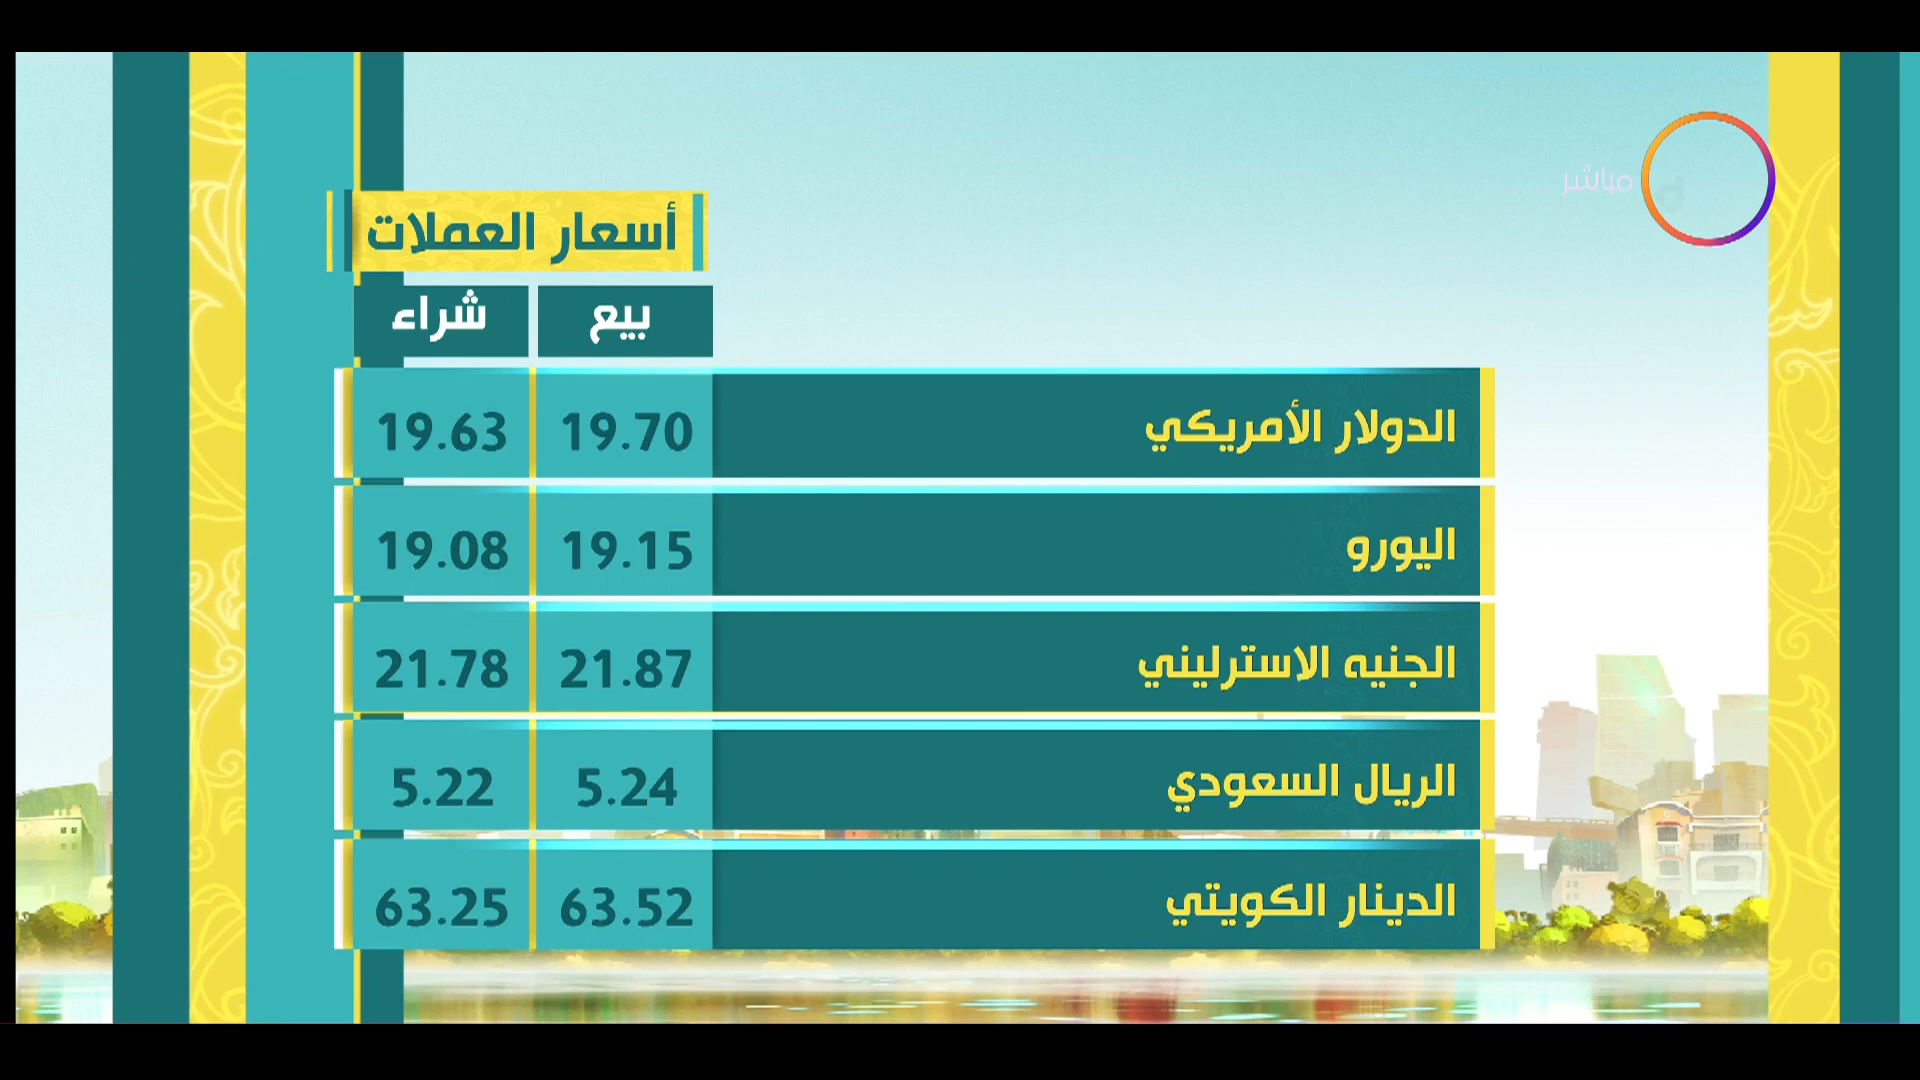 مباشر
أسعار العملات
بيع شراء
الدولار الأمريكي 19.70 19.63
اليورو 19.15 19.08
الجنيه الاسترليني 21.87 21.78
الريال السعودي 5.24 5.22
الدينار الكويتي 63.52 63.25